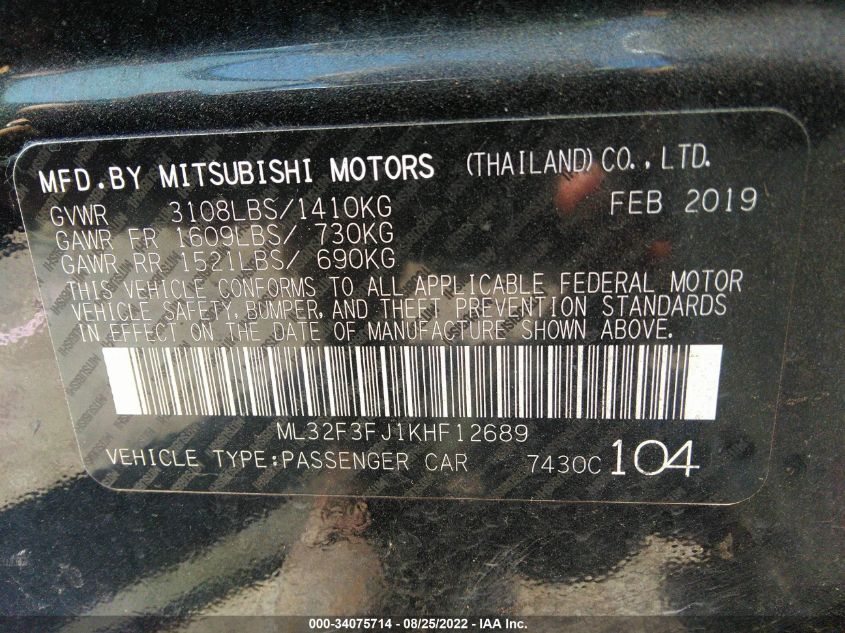 MFD.BY MITSUBISHI MOTORS (THAILAND) CO., LTD.
GVWR 3108LBS/1410KG FEB 2019
GAWR FR 1609LBS/ 730KG
GAWR RR 1521LBS/ 690KG
THIS VEHICLE CONFORMS TO ALL APPLICABLE FEDERAL MOTOR
VEHICLE SAFETY, BUMPER, AND THEFT PREVENTION STANDARDS
IN EFFECT ON THE DATE OF MANUFACTURE SHOWN ABOVE.
ML32F3FJ1KHF12689
VEHICLE TYPE:PASSENGER CAR 7430C 104
000-34075714 - 08/25/2022 - IAA Inc.